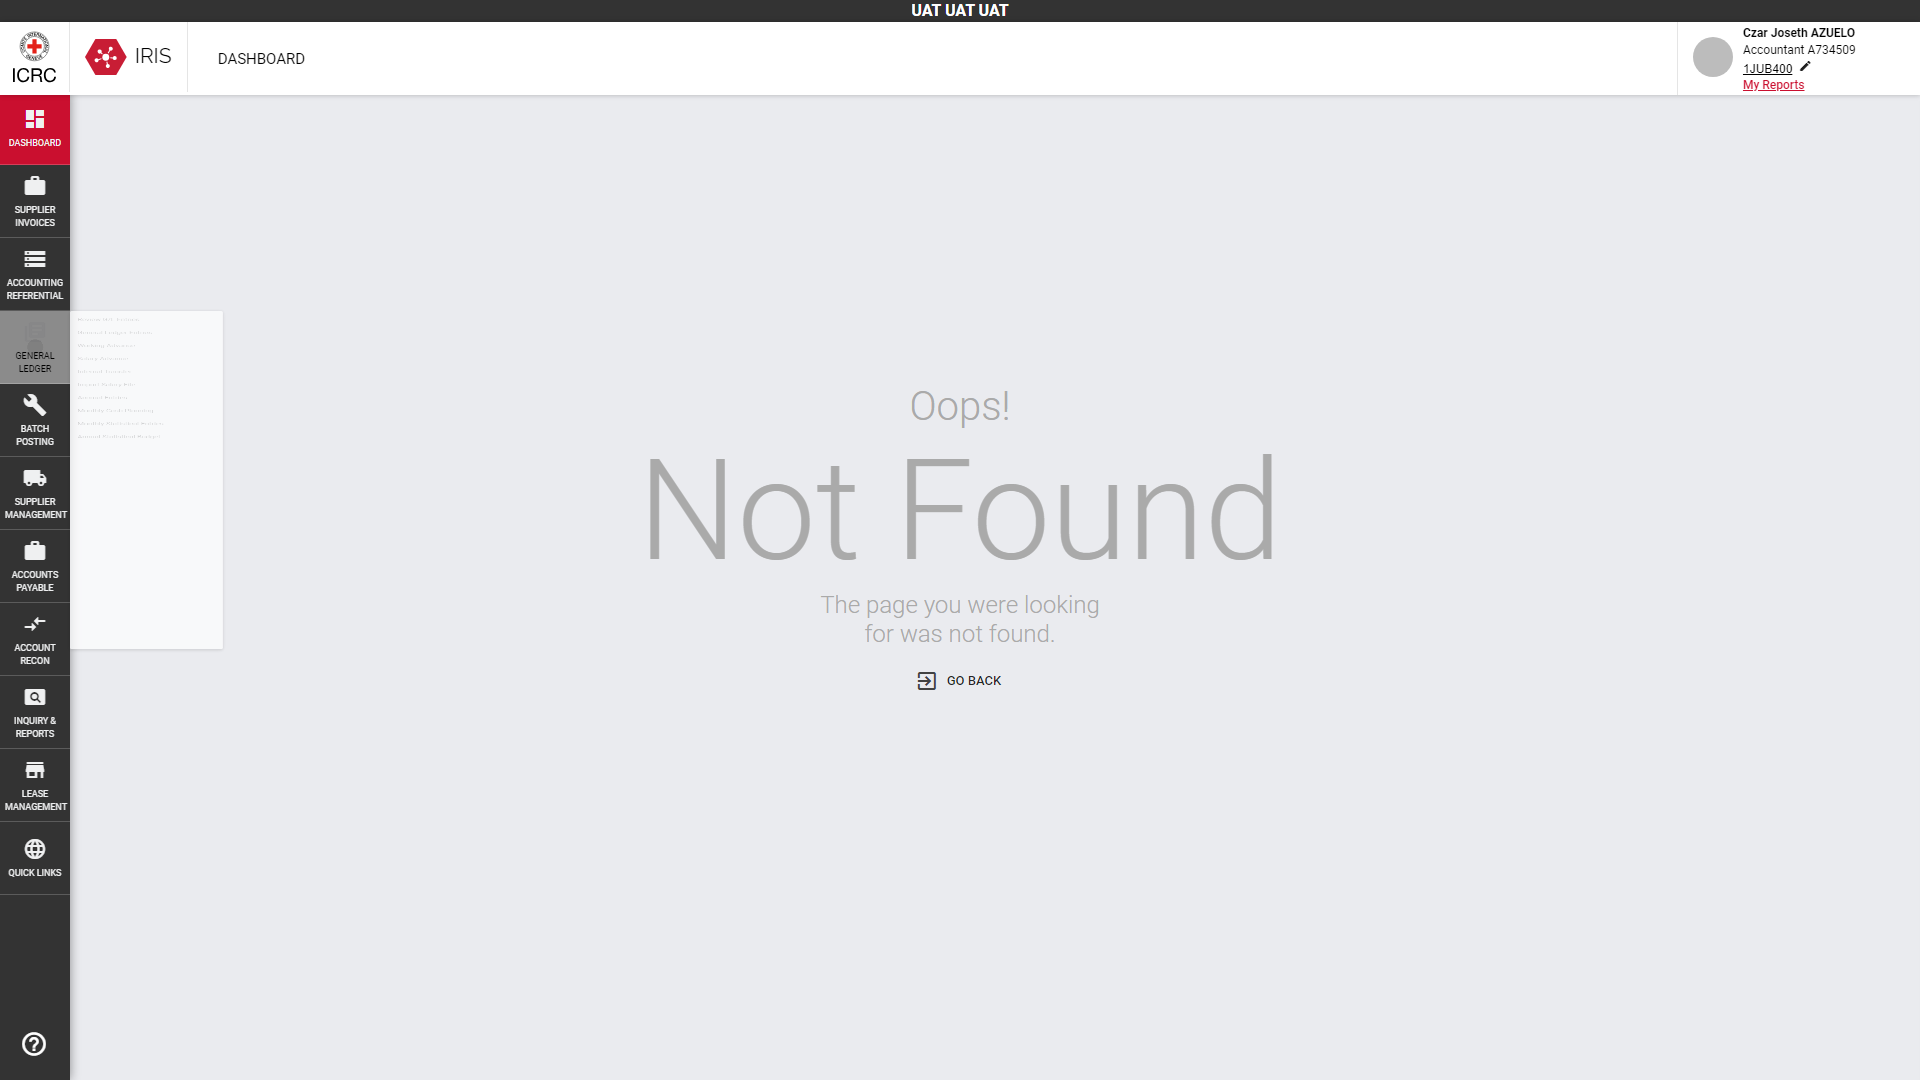 UAT UAT UAT
ICRC
IRIS
DASHBOARD
Czar Joseth AZUELO
Accountant A734509
1JUB400
My Reports
DASHBOARD
SUPPLIER
INVOICES
ACCOUNTING
REFERENTIAL
GENERAL
LEDGER
BATCH
POSTING
SUPPLIER
MANAGEMENT
ACCOUNTS
PAYABLE
ACCOUNT
RECON
INQUIRY &
REPORTS
LEASE
MANAGEMENT
QUICK LINKS
Oops!
Not Found
The page you were looking
for was not found.
GO BACK